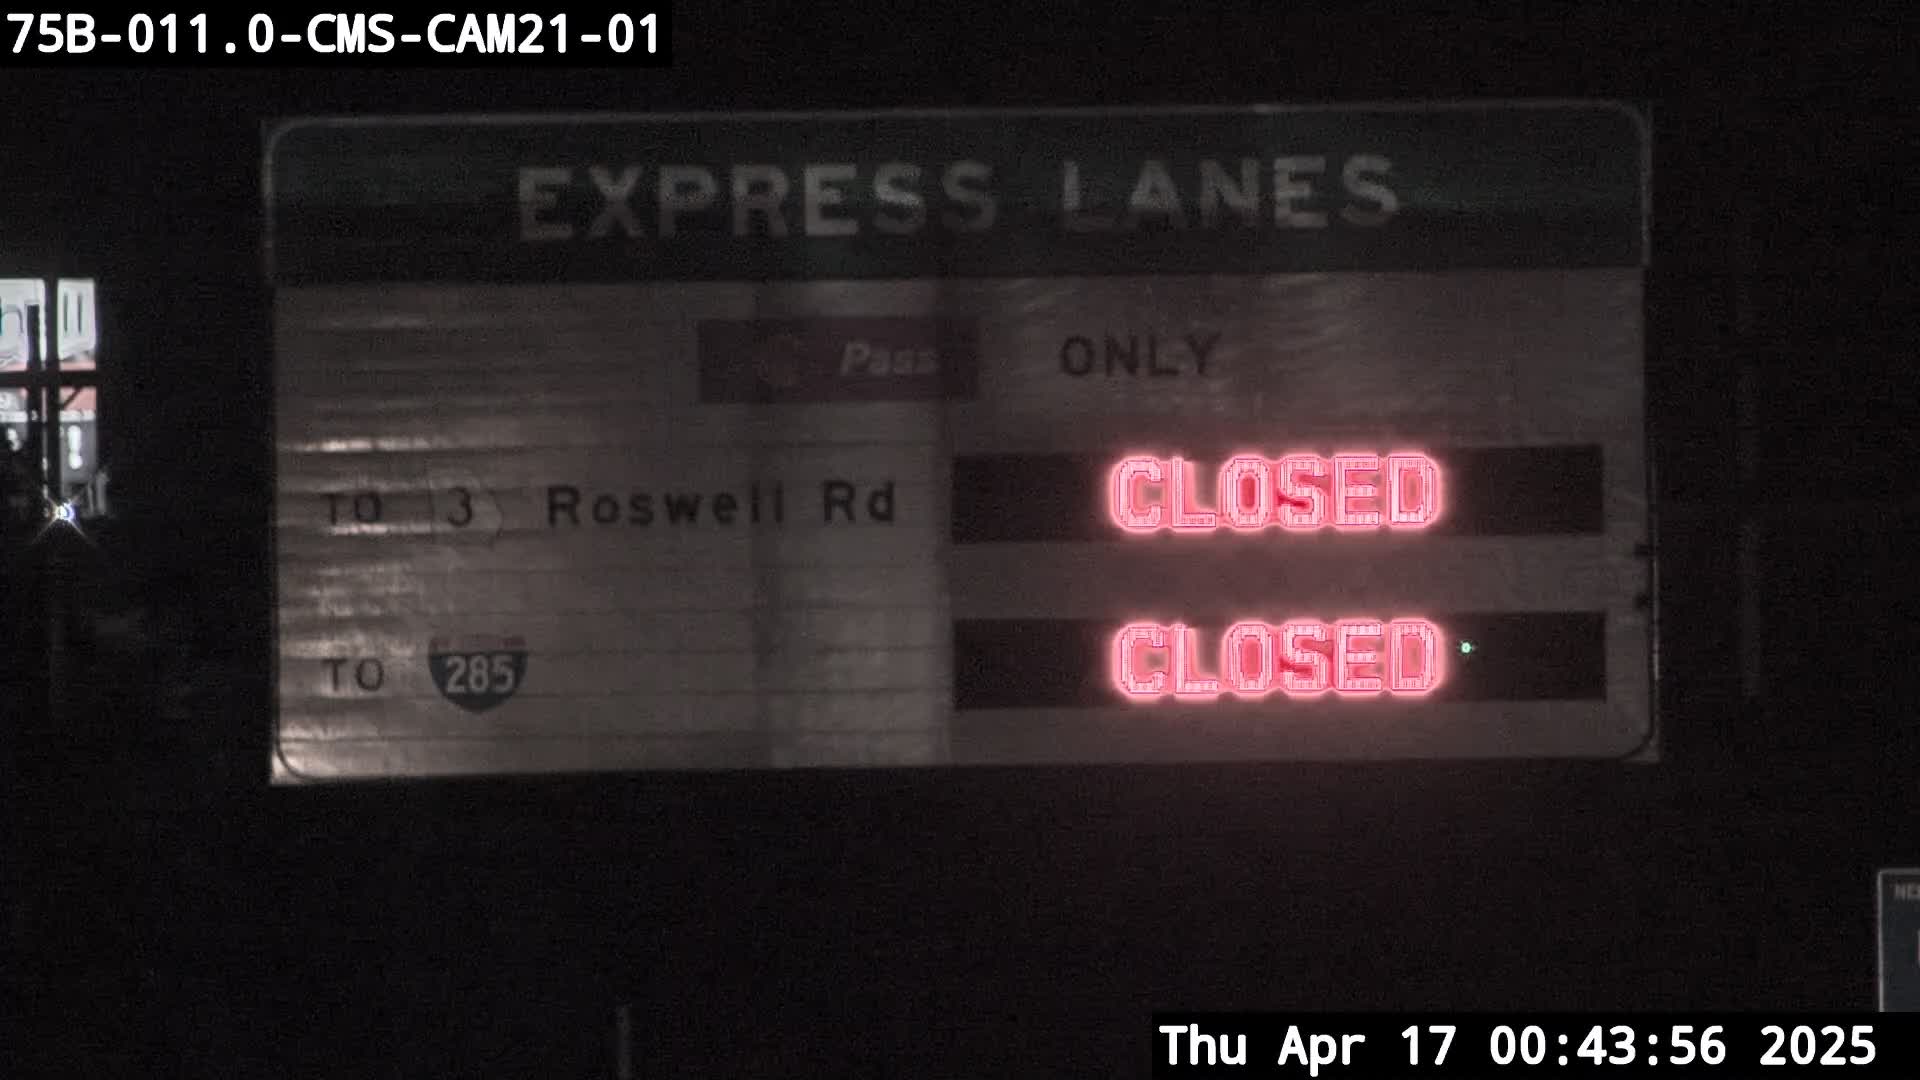 75B-011.0-CMS-CAM21-01
EXPRESS LANES
Pass ONLY
TO 3 Roswell Rd CLOSED
TO 285 CLOSED
Thu Apr 17 00:43:56 2025